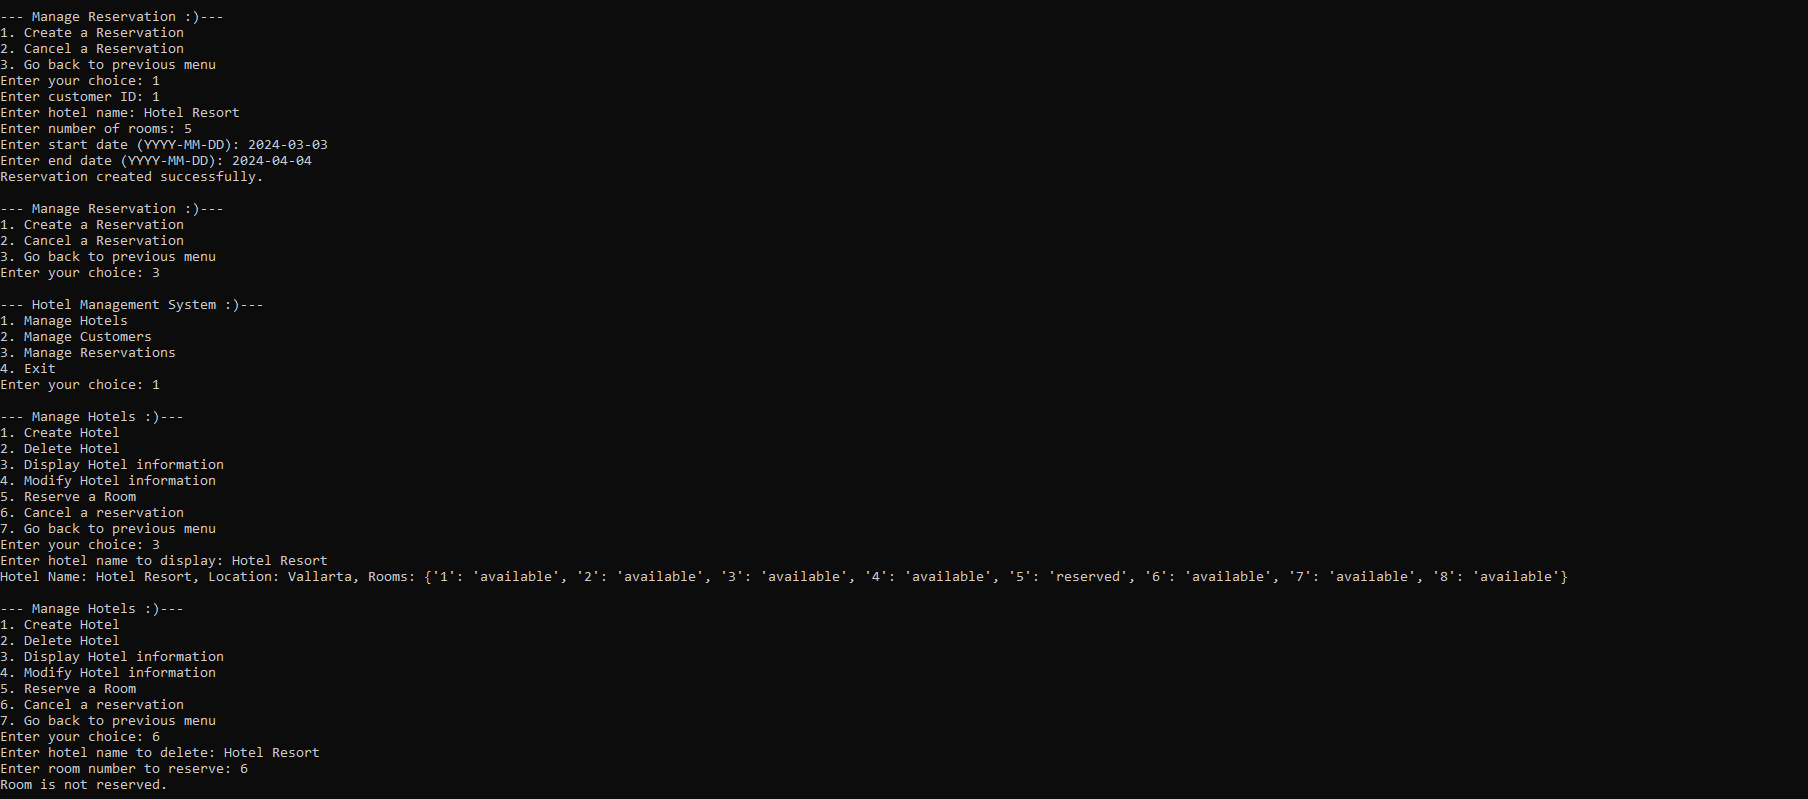 --- Manage Reservation :)---
1. Create a Reservation
2. Cancel a Reservation
3. Go back to previous menu
Enter your choice: 1
Enter customer ID: 1
Enter hotel name: Hotel Resort
Enter number of rooms: 5
Enter start date (YYYY-MM-DD): 2024-03-03
Enter end date (YYYY-MM-DD): 2024-04-04
Reservation created successfully.

--- Manage Reservation :)---
1. Create a Reservation
2. Cancel a Reservation
3. Go back to previous menu
Enter your choice: 3

--- Hotel Management System :)---
1. Manage Hotels
2. Manage Customers
3. Manage Reservations
4. Exit
Enter your choice: 1

--- Manage Hotels :)---
1. Create Hotel
2. Delete Hotel
3. Display Hotel information
4. Modify Hotel information
5. Reserve a Room
6. Cancel a reservation
7. Go back to previous menu
Enter your choice: 3
Enter hotel name to display: Hotel Resort
Hotel Name: Hotel Resort, Location: Vallarta, Rooms: {'1': 'available', '2': 'available', '3': 'available', '4': 'available', '5': 'reserved', '6': 'available', '7': 'available', '8': 'available'}

--- Manage Hotels :)---
1. Create Hotel
2. Delete Hotel
3. Display Hotel information
4. Modify Hotel information
5. Reserve a Room
6. Cancel a reservation
7. Go back to previous menu
Enter your choice: 6
Enter hotel name to delete: Hotel Resort
Enter room number to reserve: 6
Room is not reserved.